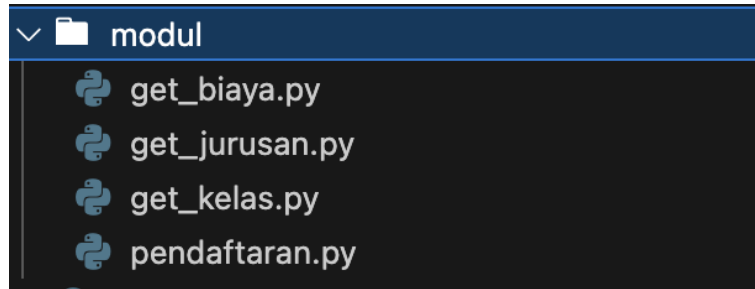 modul
get_biaya.py
get_jurusan.py
get_kelas.py
pendaftaran.py